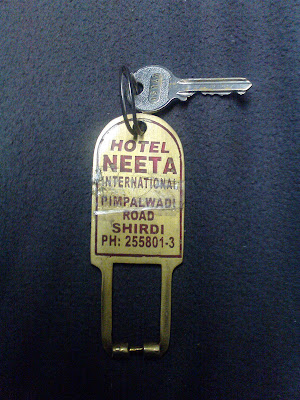 HOTEL
NEETA
INTERNATIONAL
PIMPALWADI
ROAD
SHIRDI
PH: 255801-3